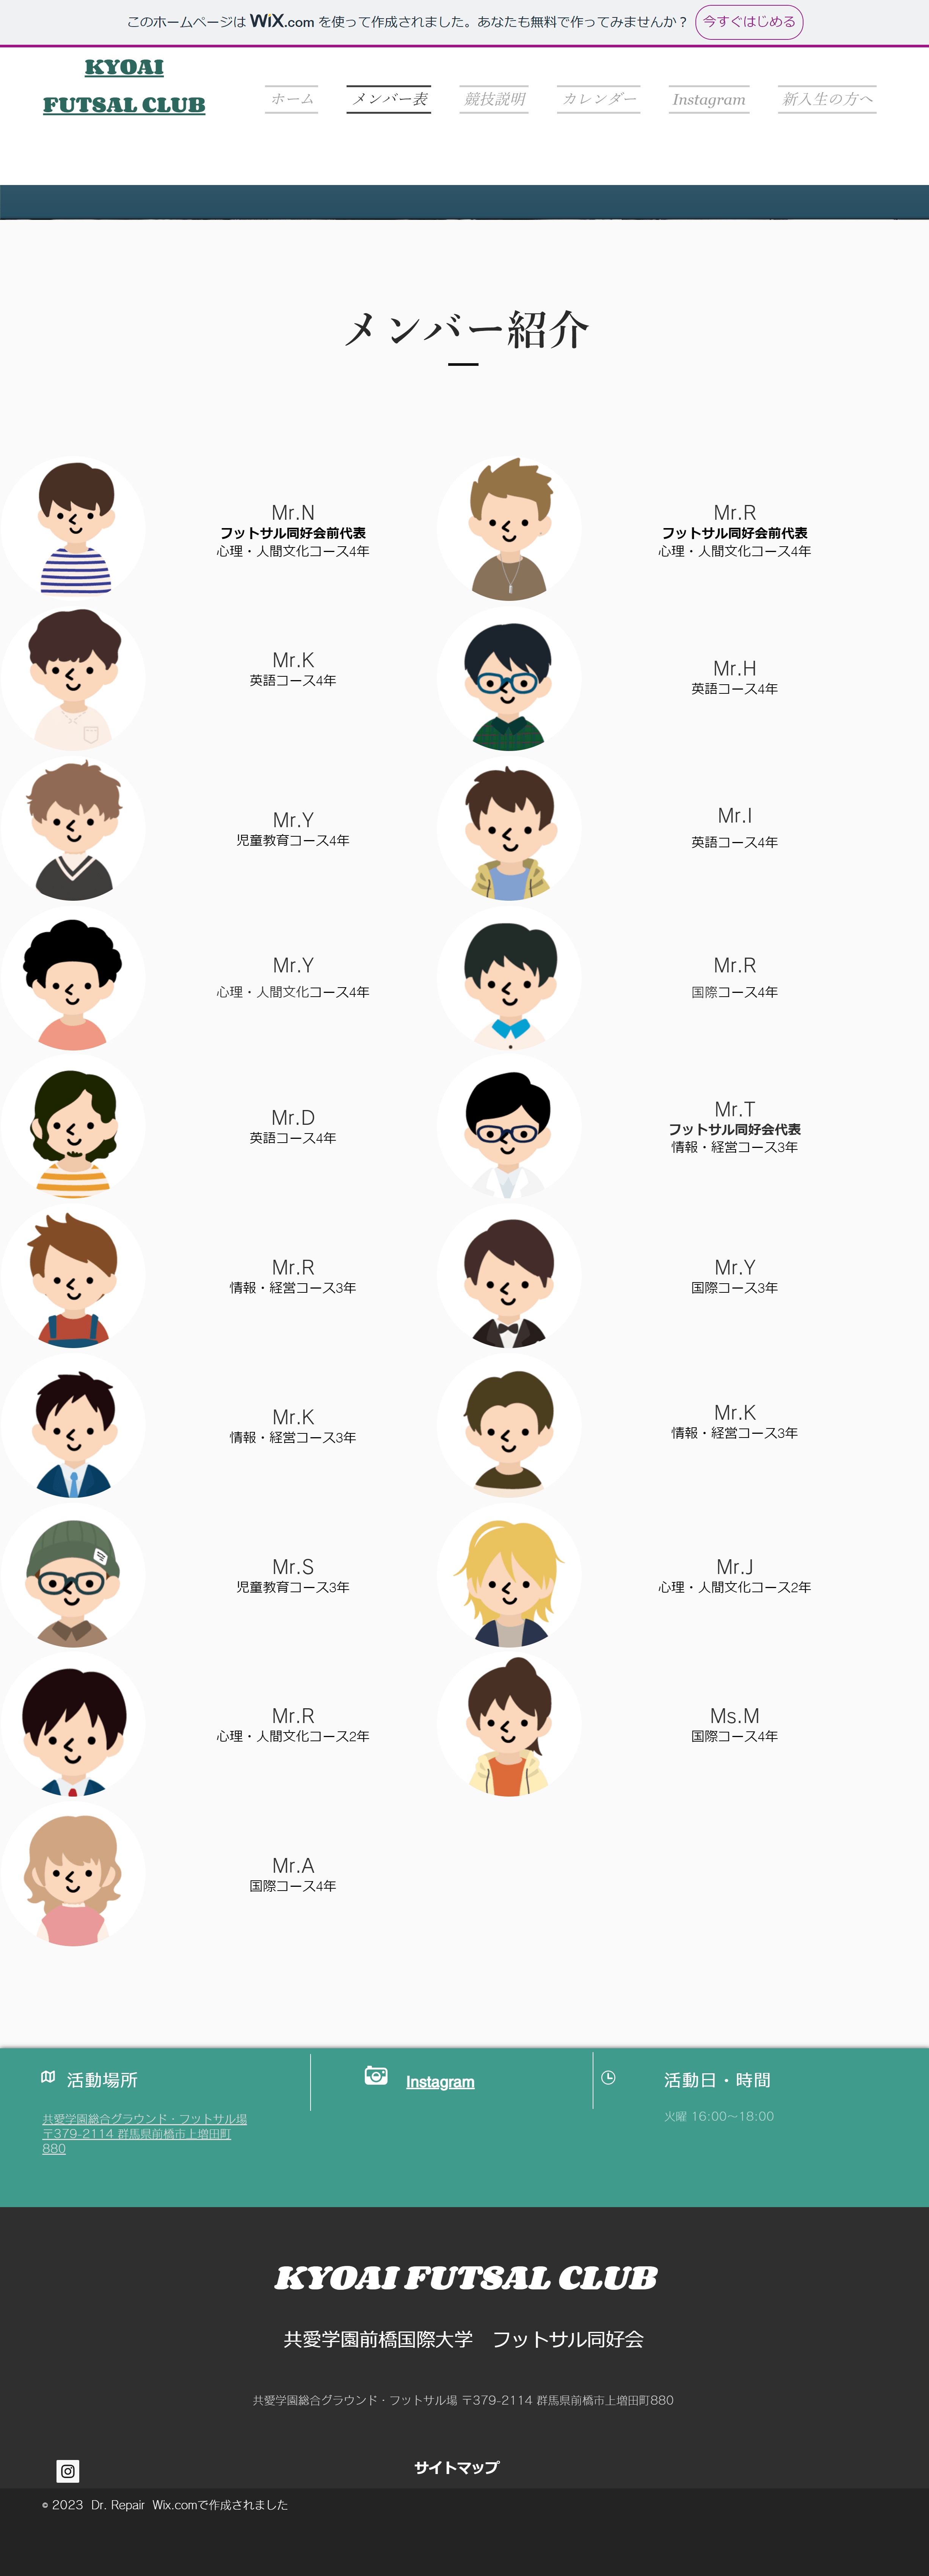 このホームページは WiX.com を使って作成されました。あなたも無料で作ってみませんか？ 今すぐはじめる
KYOAI
FUTSAL CLUB
ホーム メンバー表 競技説明 カレンダー Instagram 新入生の方へ
メンバー紹介
Mr.N
フットサル同好会前代表
心理・人間文化コース4年
Mr.R
フットサル同好会前代表
心理・人間文化コース4年
Mr.K
英語コース4年
Mr.H
英語コース4年
Mr.Y
児童教育コース4年
Mr.I
英語コース4年
Mr.Y
心理・人間文化コース4年
Mr.R
国際コース4年
Mr.D
英語コース4年
Mr.T
フットサル同好会代表
情報・経営コース3年
Mr.R
情報・経営コース3年
Mr.Y
国際コース3年
Mr.K
情報・経営コース3年
Mr.K
情報・経営コース3年
Mr.S
児童教育コース3年
Mr.J
心理・人間文化コース2年
Mr.R
心理・人間文化コース2年
Ms.M
国際コース4年
Mr.A
国際コース4年
活動場所
共愛学園総合グラウンド・フットサル場
〒379-2114 群馬県前橋市上増田町
880
Instagram
活動日・時間
火曜 16:00～18:00
KYOAI FUTSAL CLUB
共愛学園前橋国際大学　フットサル同好会
共愛学園総合グラウンド・フットサル場 〒379-2114 群馬県前橋市上増田町880
サイトマップ
© 2023 Dr. Repair Wix.comで作成されました